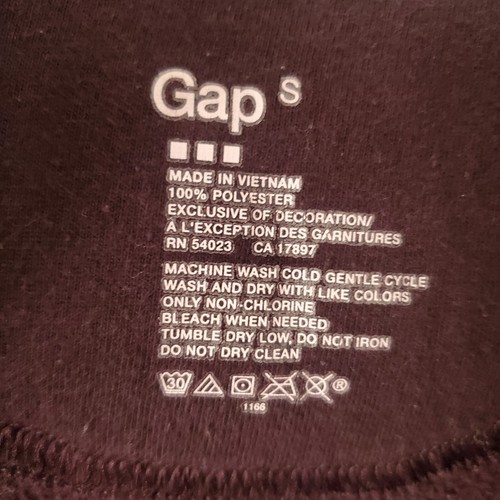 Gap S
MADE IN VIETNAM
100% POLYESTER
EXCLUSIVE OF DECORATION/
À L'EXCEPTION DES GARNITURES
RN 54023 CA 17897
MACHINE WASH COLD GENTLE CYCLE
WASH AND DRY WITH LIKE COLORS
ONLY NON-CHLORINE
BLEACH WHEN NEEDED
TUMBLE DRY LOW, DO NOT IRON
DO NOT DRY CLEAN
30 ®
1166